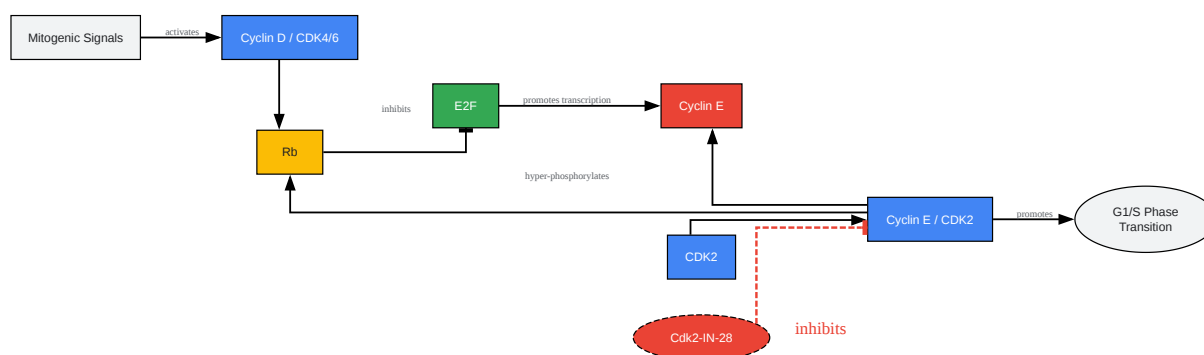 Mitogenic Signals
activates
Cyclin D / CDK4/6
inhibits
E2F
promotes transcription
Cyclin E
Rb
hyper-phosphorylates
Cyclin E / CDK2
promotes
G1/S Phase
Transition
CDK2
Cdk2-IN-28
inhibits